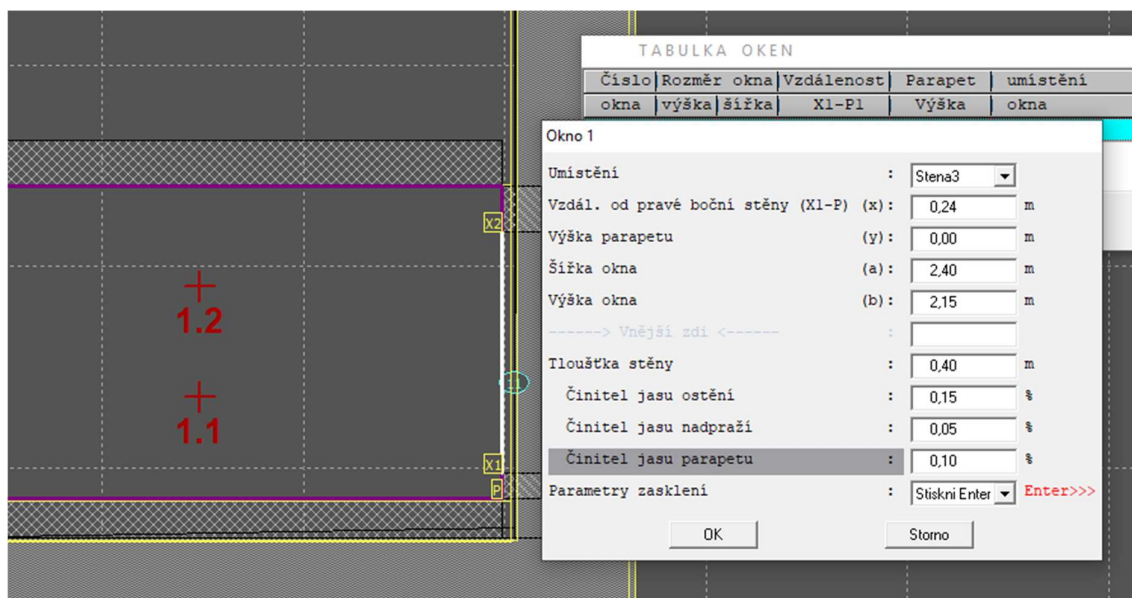 TABULKA OKEN
Číslo|Rozměr okna|Vzdálenost| Parapet | umístění
okna |výška|šířka| X1-P1 | Výška | okna
Okno 1
Umístění : Stena3
Vzdál. od pravé boční stěny (X1-P) (x): 0,24 m
Výška parapetu (y): 0,00 m
Šířka okna (a): 2,40 m
Výška okna (b): 2,15 m
------> Vnější zdi <------ :
Tloušťka stěny : 0,40 m
Činitel jasu ostění : 0,15 %
Činitel jasu nadpraží : 0,05 %
Činitel jasu parapetu : 0,10 %
Parametry zasklení : Stiskni Enter Enter>>>
OK Storno
X2
1.2
1.1
X1
P